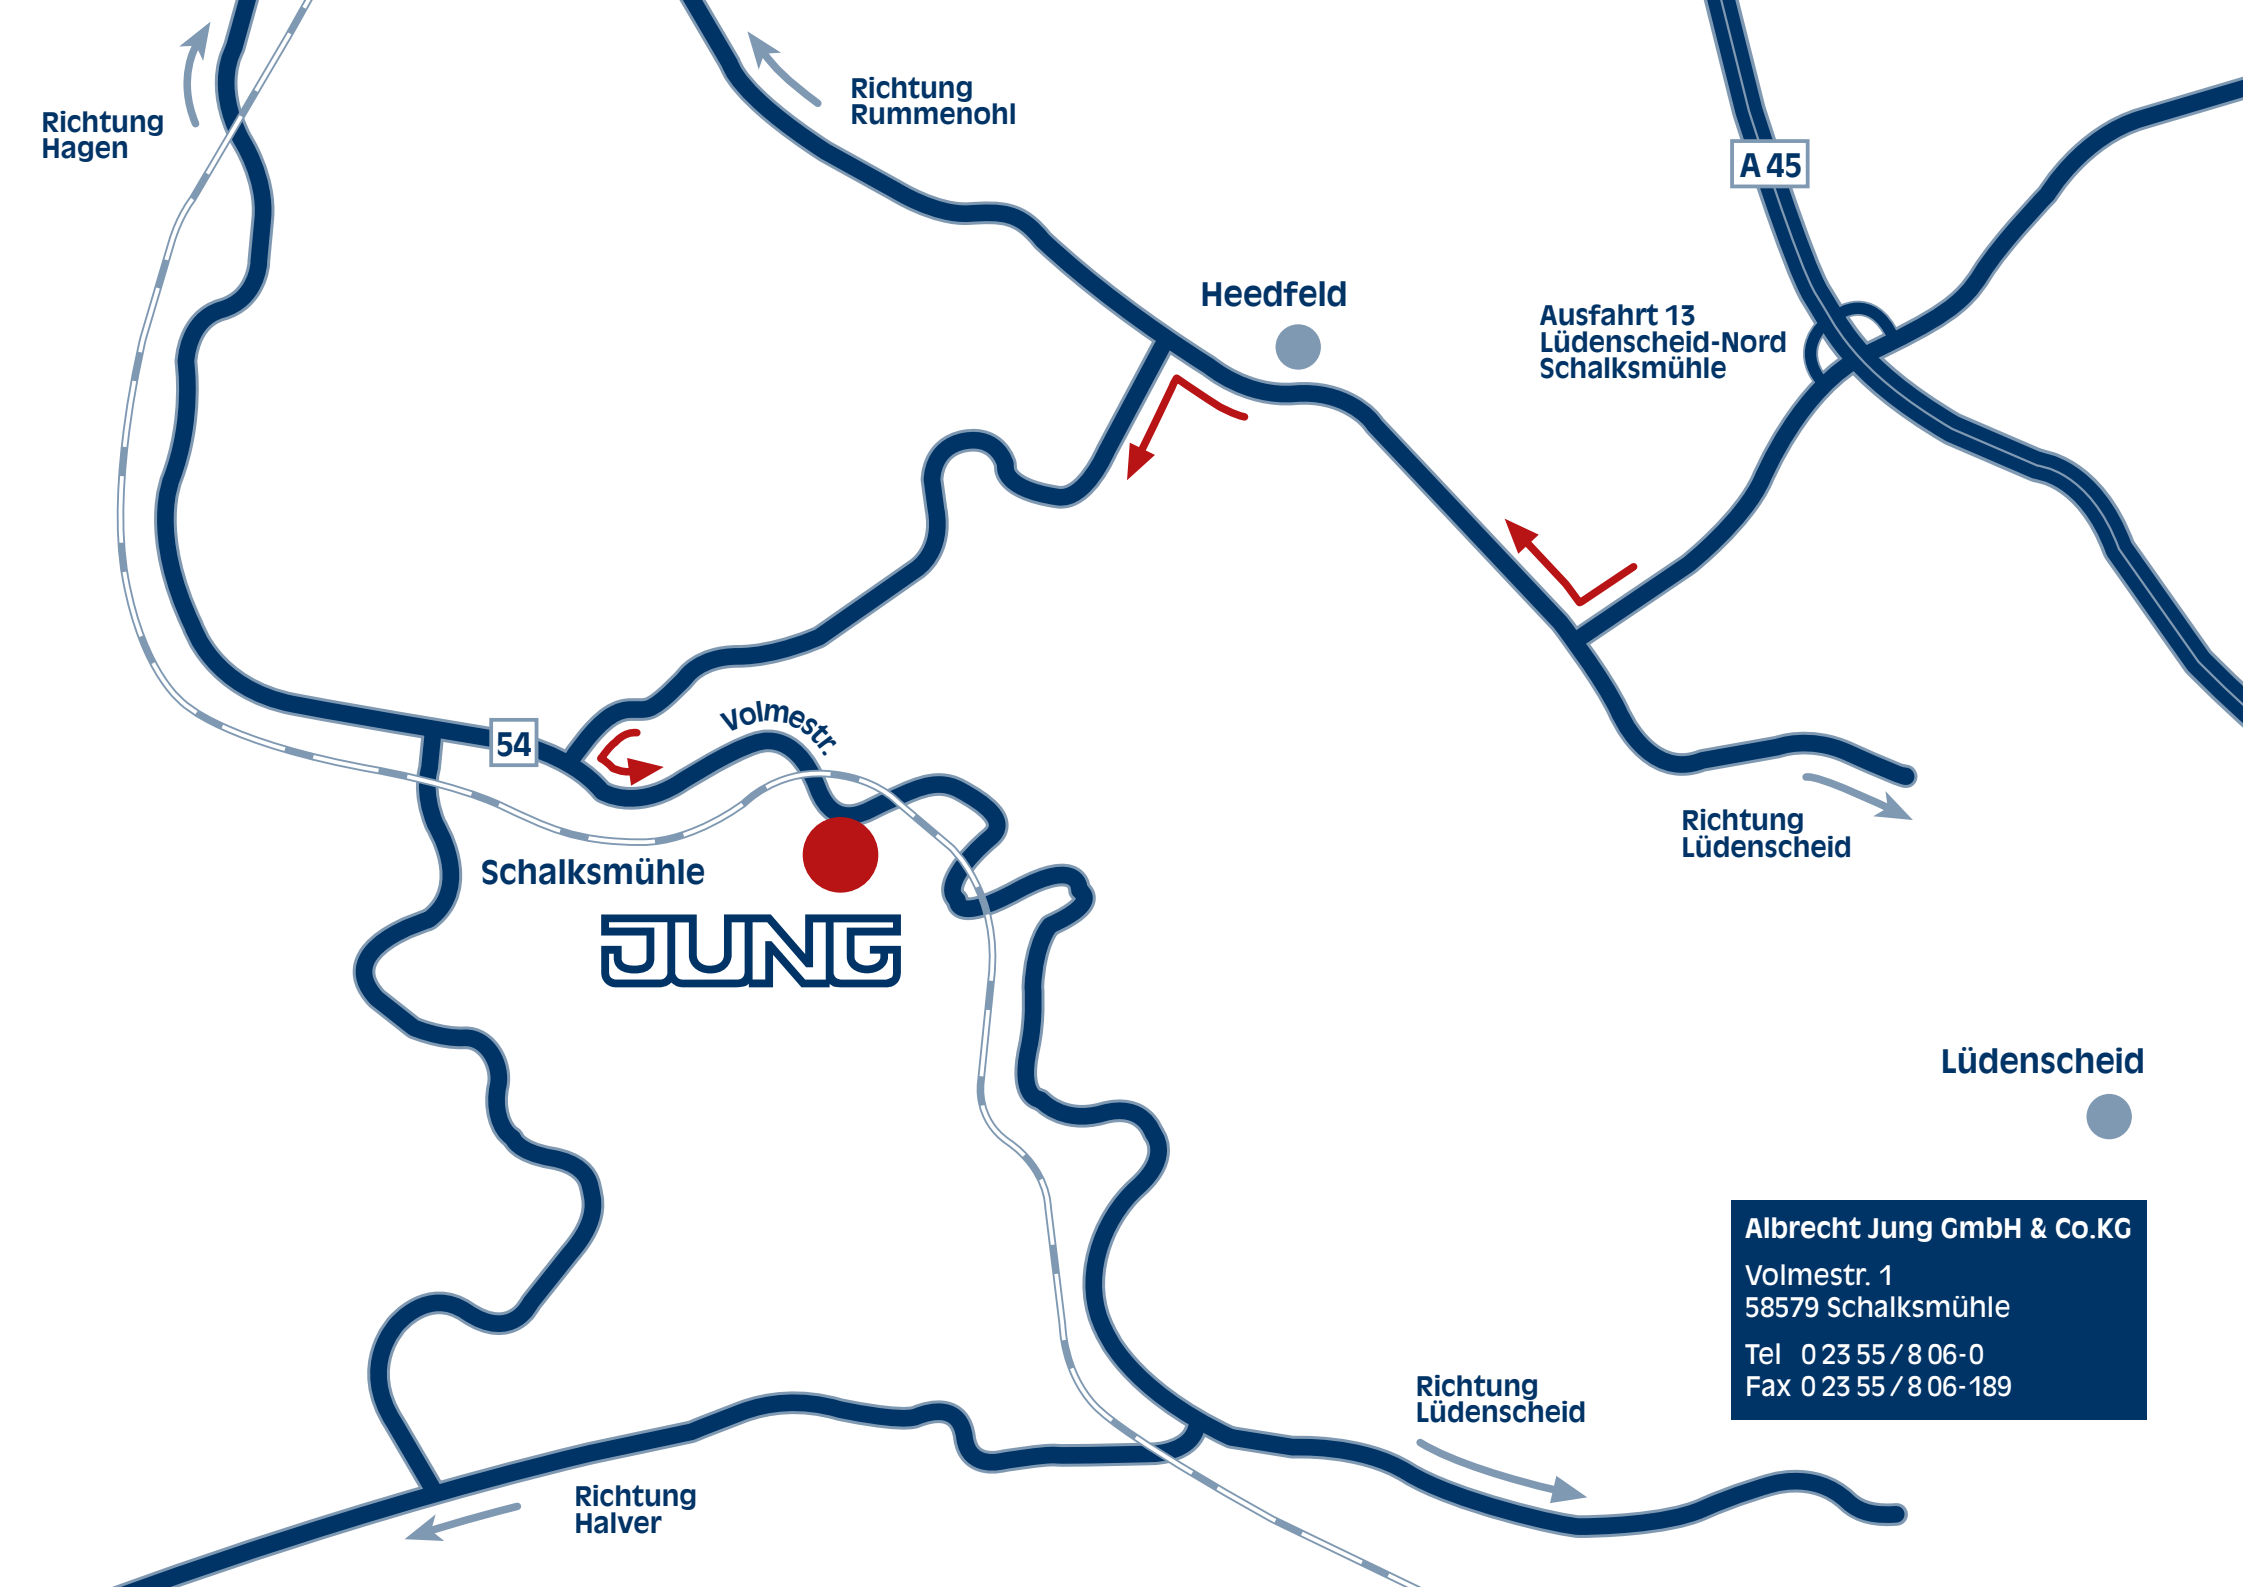 Richtung
Hagen
Richtung
Rummenohl
A 45
Heedfeld
Ausfahrt 13
Lüdenscheid-Nord
Schalksmühle
54
Volmestr.
Richtung
Lüdenscheid
Schalksmühle
JUNG
Lüdenscheid
Albrecht Jung GmbH & Co.KG
Volmestr. 1
58579 Schalksmühle
Tel 0 23 55 / 8 06-0
Fax 0 23 55 / 8 06-189
Richtung
Lüdenscheid
Richtung
Halver